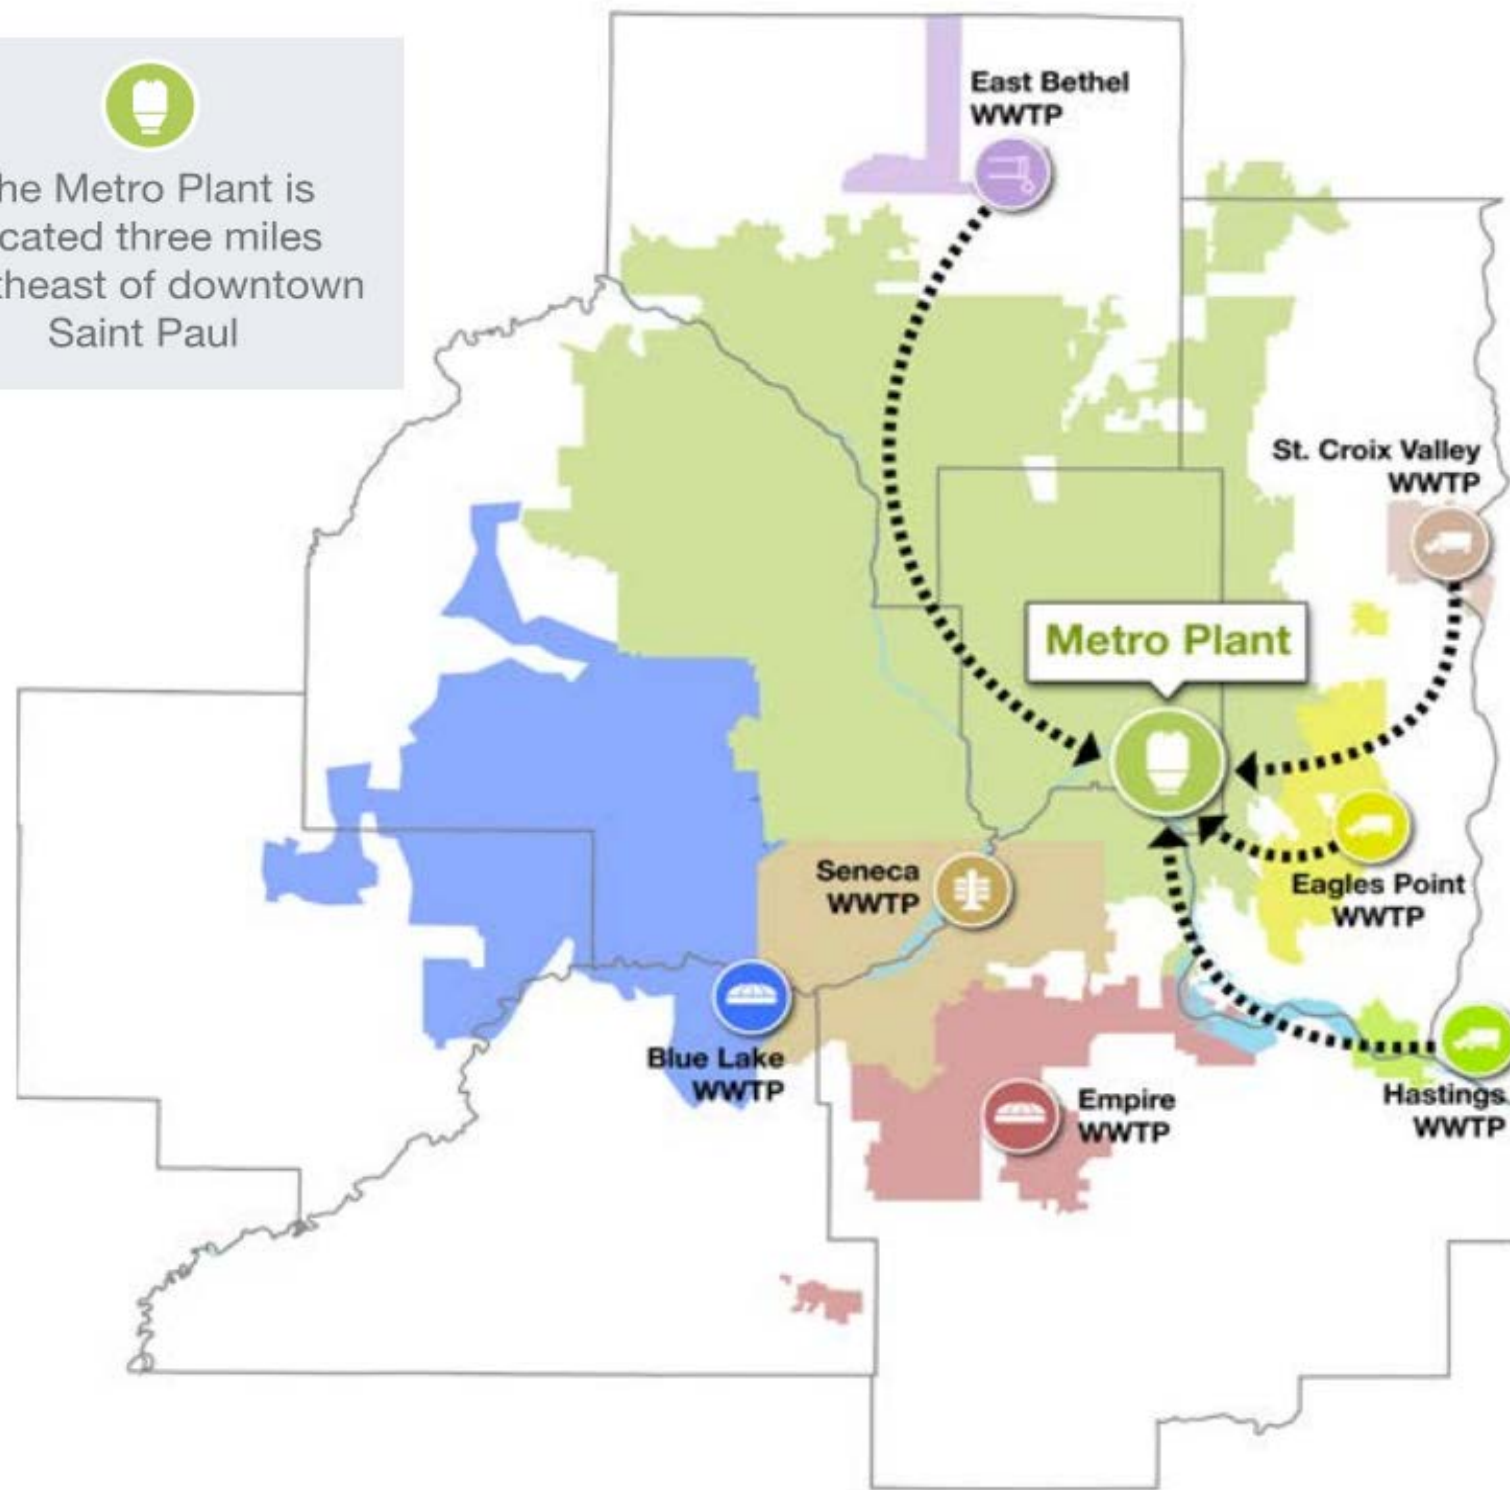 he Metro Plant is
cated three miles
theast of downtown
Saint Paul
East Bethel
WWTP
St. Croix Valley
WWTP
Metro Plant
Seneca
WWTP
Eagles Point
WWTP
Blue Lake
WWTP
Empire
WWTP
Hastings
WWTP